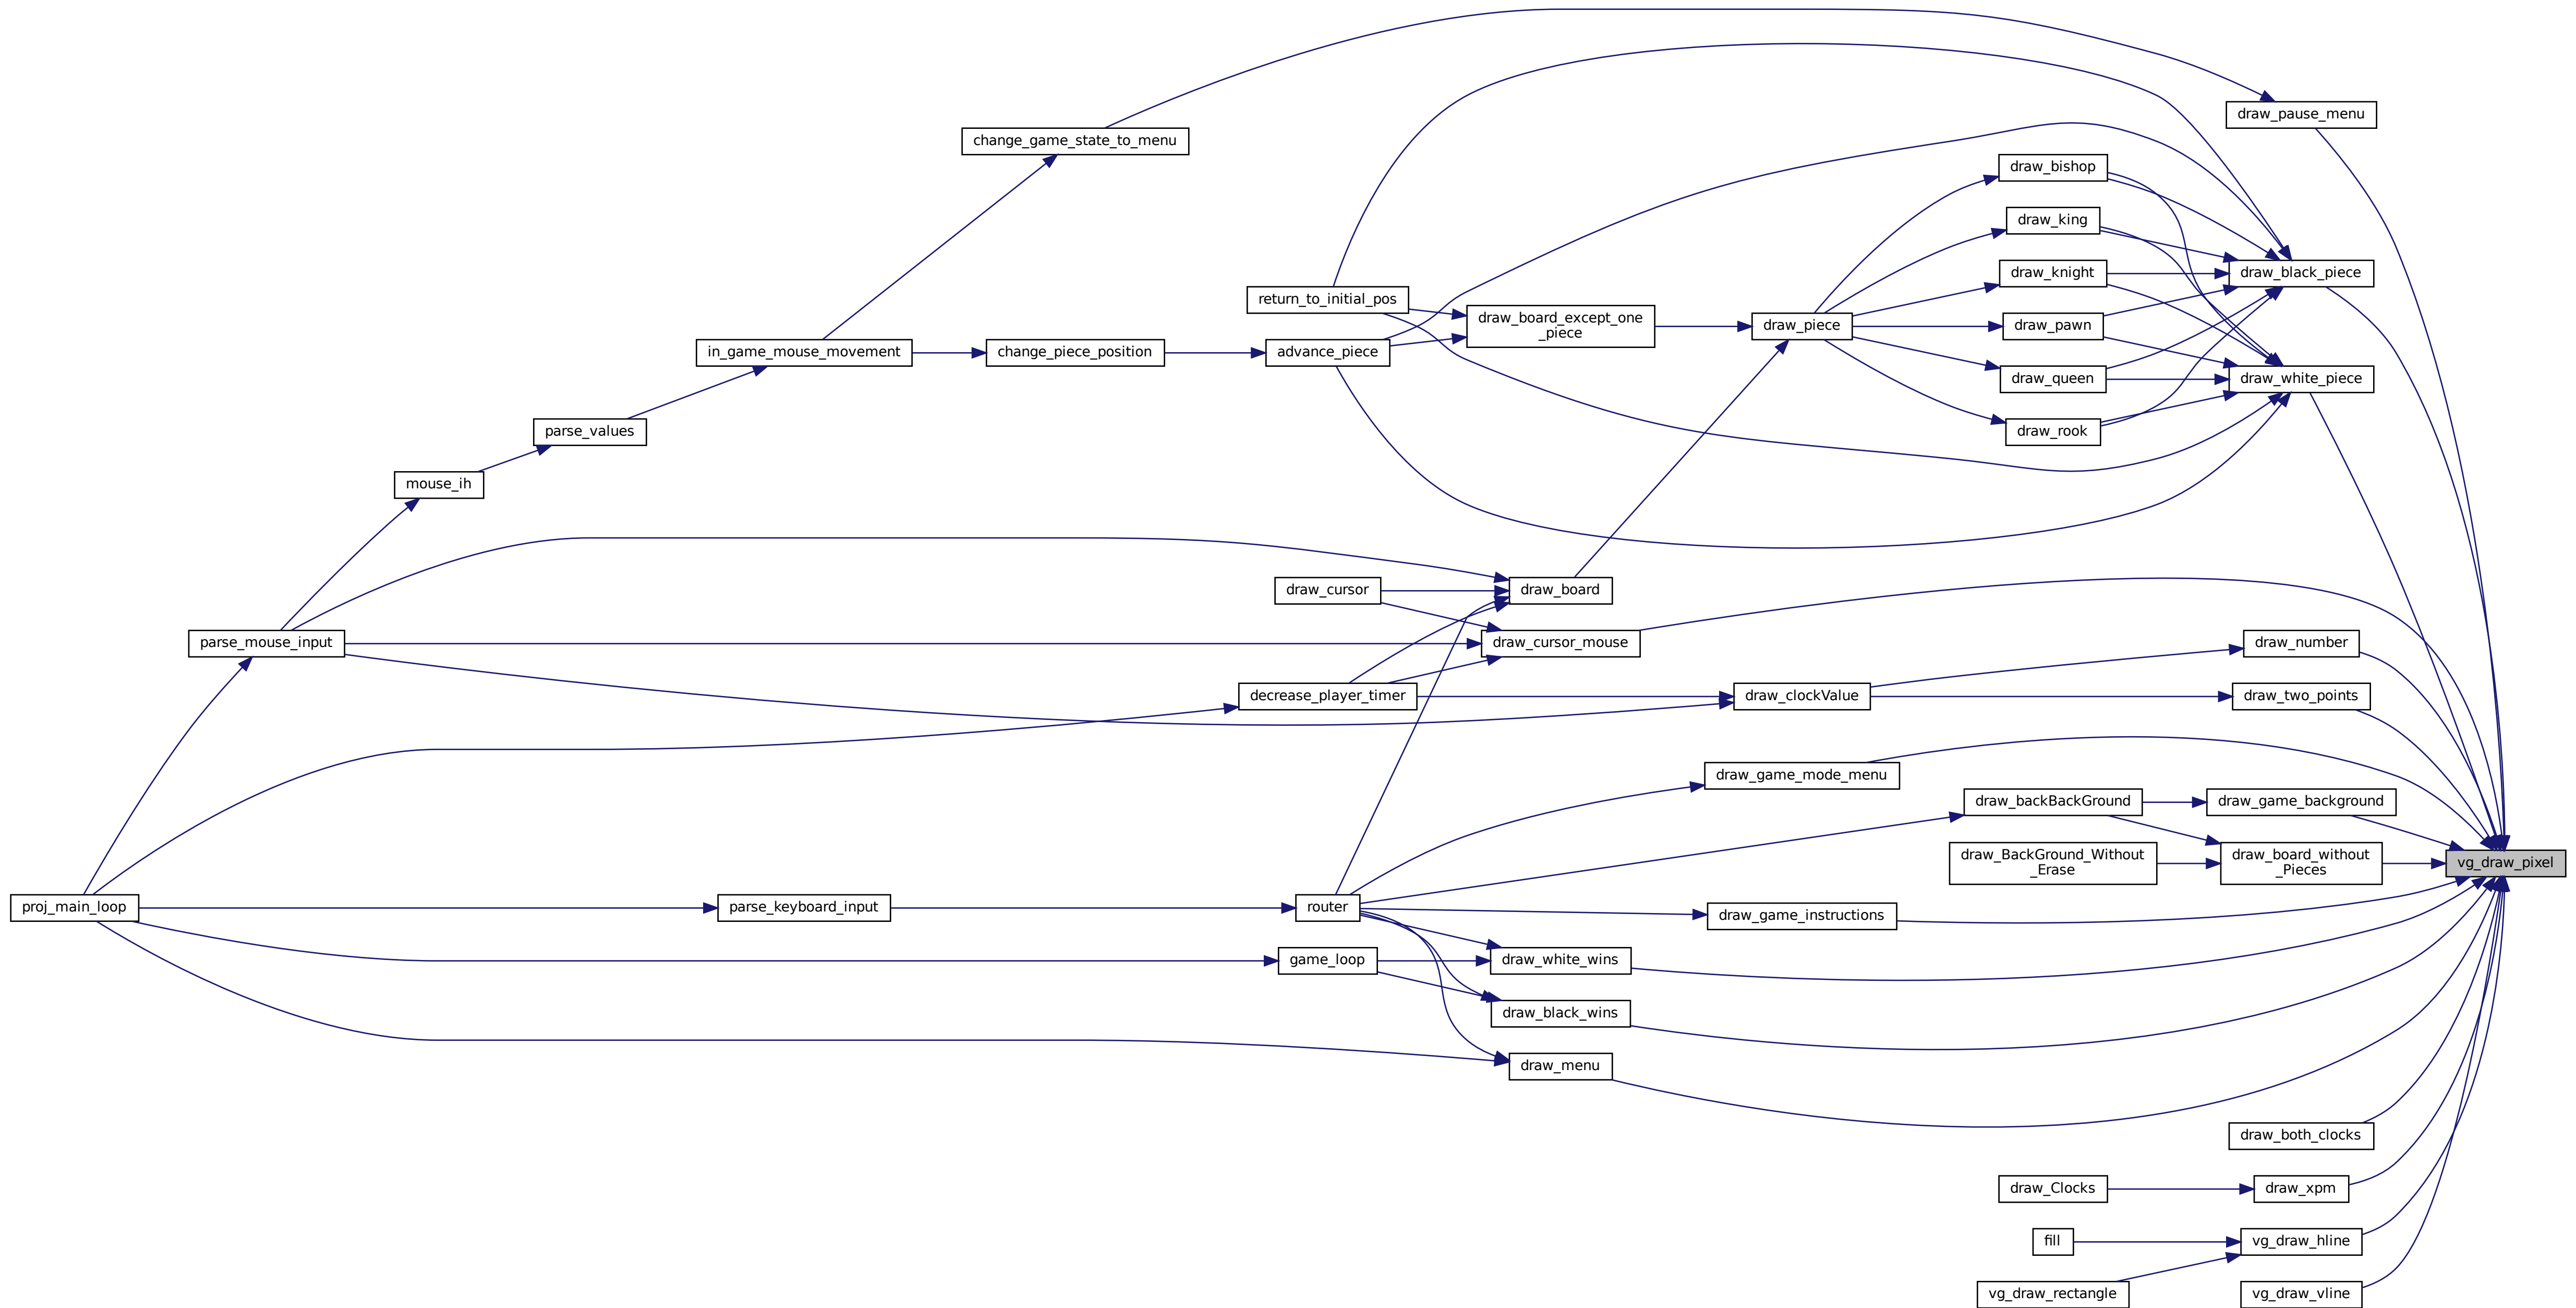 draw_pause_menu
change_game_state_to_menu
draw_bishop
draw_king
draw_black_piece
draw_knight
return_to_initial_pos
draw_board_except_one
_piece
draw_piece
draw_pawn
in_game_mouse_movement
change_piece_position
advance_piece
draw_queen
draw_white_piece
parse_values
draw_rook
mouse_ih
draw_cursor
draw_board
parse_mouse_input
draw_cursor_mouse
draw_number
decrease_player_timer
draw_clockValue
draw_two_points
draw_game_mode_menu
draw_backBackGround
draw_game_background
draw_BackGround_Without
_Erase
draw_board_without
_Pieces
vg_draw_pixel
proj_main_loop
parse_keyboard_input
router
draw_game_instructions
game_loop
draw_white_wins
draw_black_wins
draw_menu
draw_both_clocks
draw_Clocks
draw_xpm
fill
vg_draw_hline
vg_draw_rectangle
vg_draw_vline